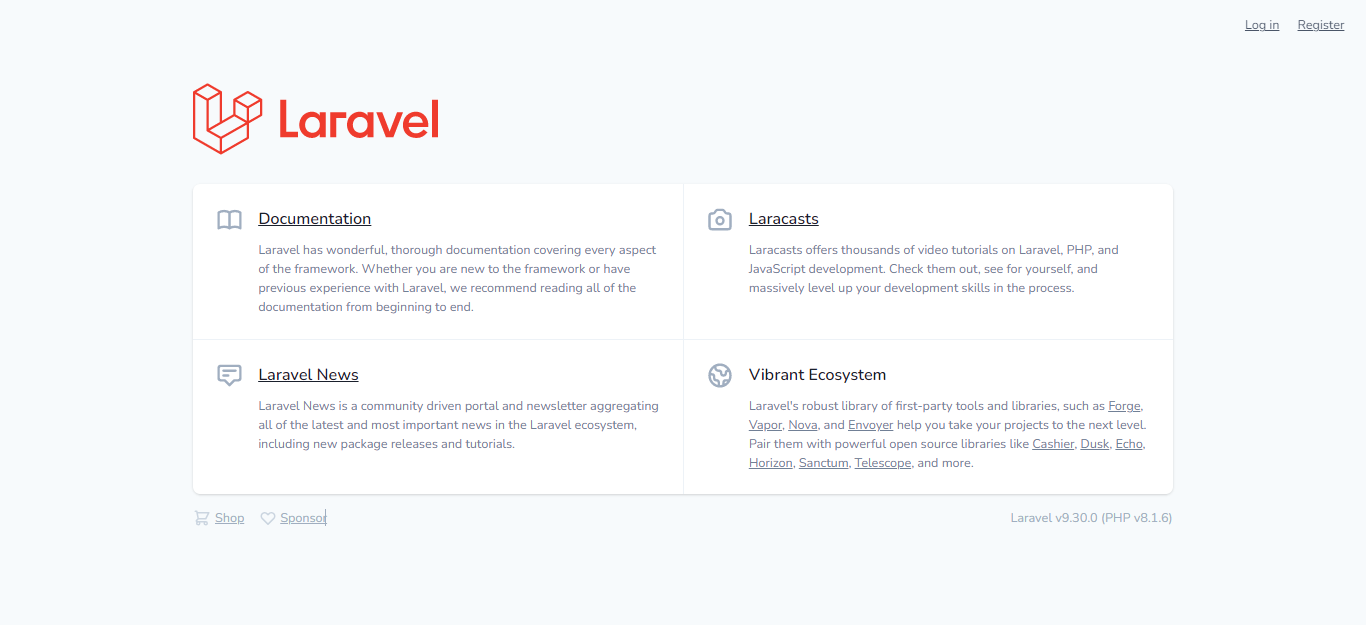 Log in Register
Laravel
Documentation
Laravel has wonderful, thorough documentation covering every aspect
of the framework. Whether you are new to the framework or have
previous experience with Laravel, we recommend reading all of the
documentation from beginning to end.
Laracasts
Laracasts offers thousands of video tutorials on Laravel, PHP, and
JavaScript development. Check them out, see for yourself, and
massively level up your development skills in the process.
Laravel News
Laravel News is a community driven portal and newsletter aggregating
all of the latest and most important news in the Laravel ecosystem,
including new package releases and tutorials.
Vibrant Ecosystem
Laravel's robust library of first-party tools and libraries, such as Forge,
Vapor, Nova, and Envoyer help you take your projects to the next level.
Pair them with powerful open source libraries like Cashier, Dusk, Echo,
Horizon, Sanctum, Telescope, and more.
Shop Sponsor
Laravel v9.30.0 (PHP v8.1.6)